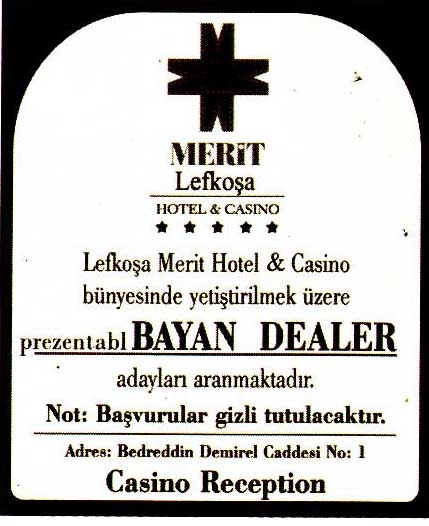 MERİT
Lefkoşa
HOTEL & CASINO
Lefkoşa Merit Hotel & Casino
bünyesinde yetiştirilmek üzere
prezentabl BAYAN DEALER
adayları aranmaktadır.
Not: Başvurular gizli tutulacaktır.
Adres: Bedreddin Demirel Caddesi No: 1
Casino Reception